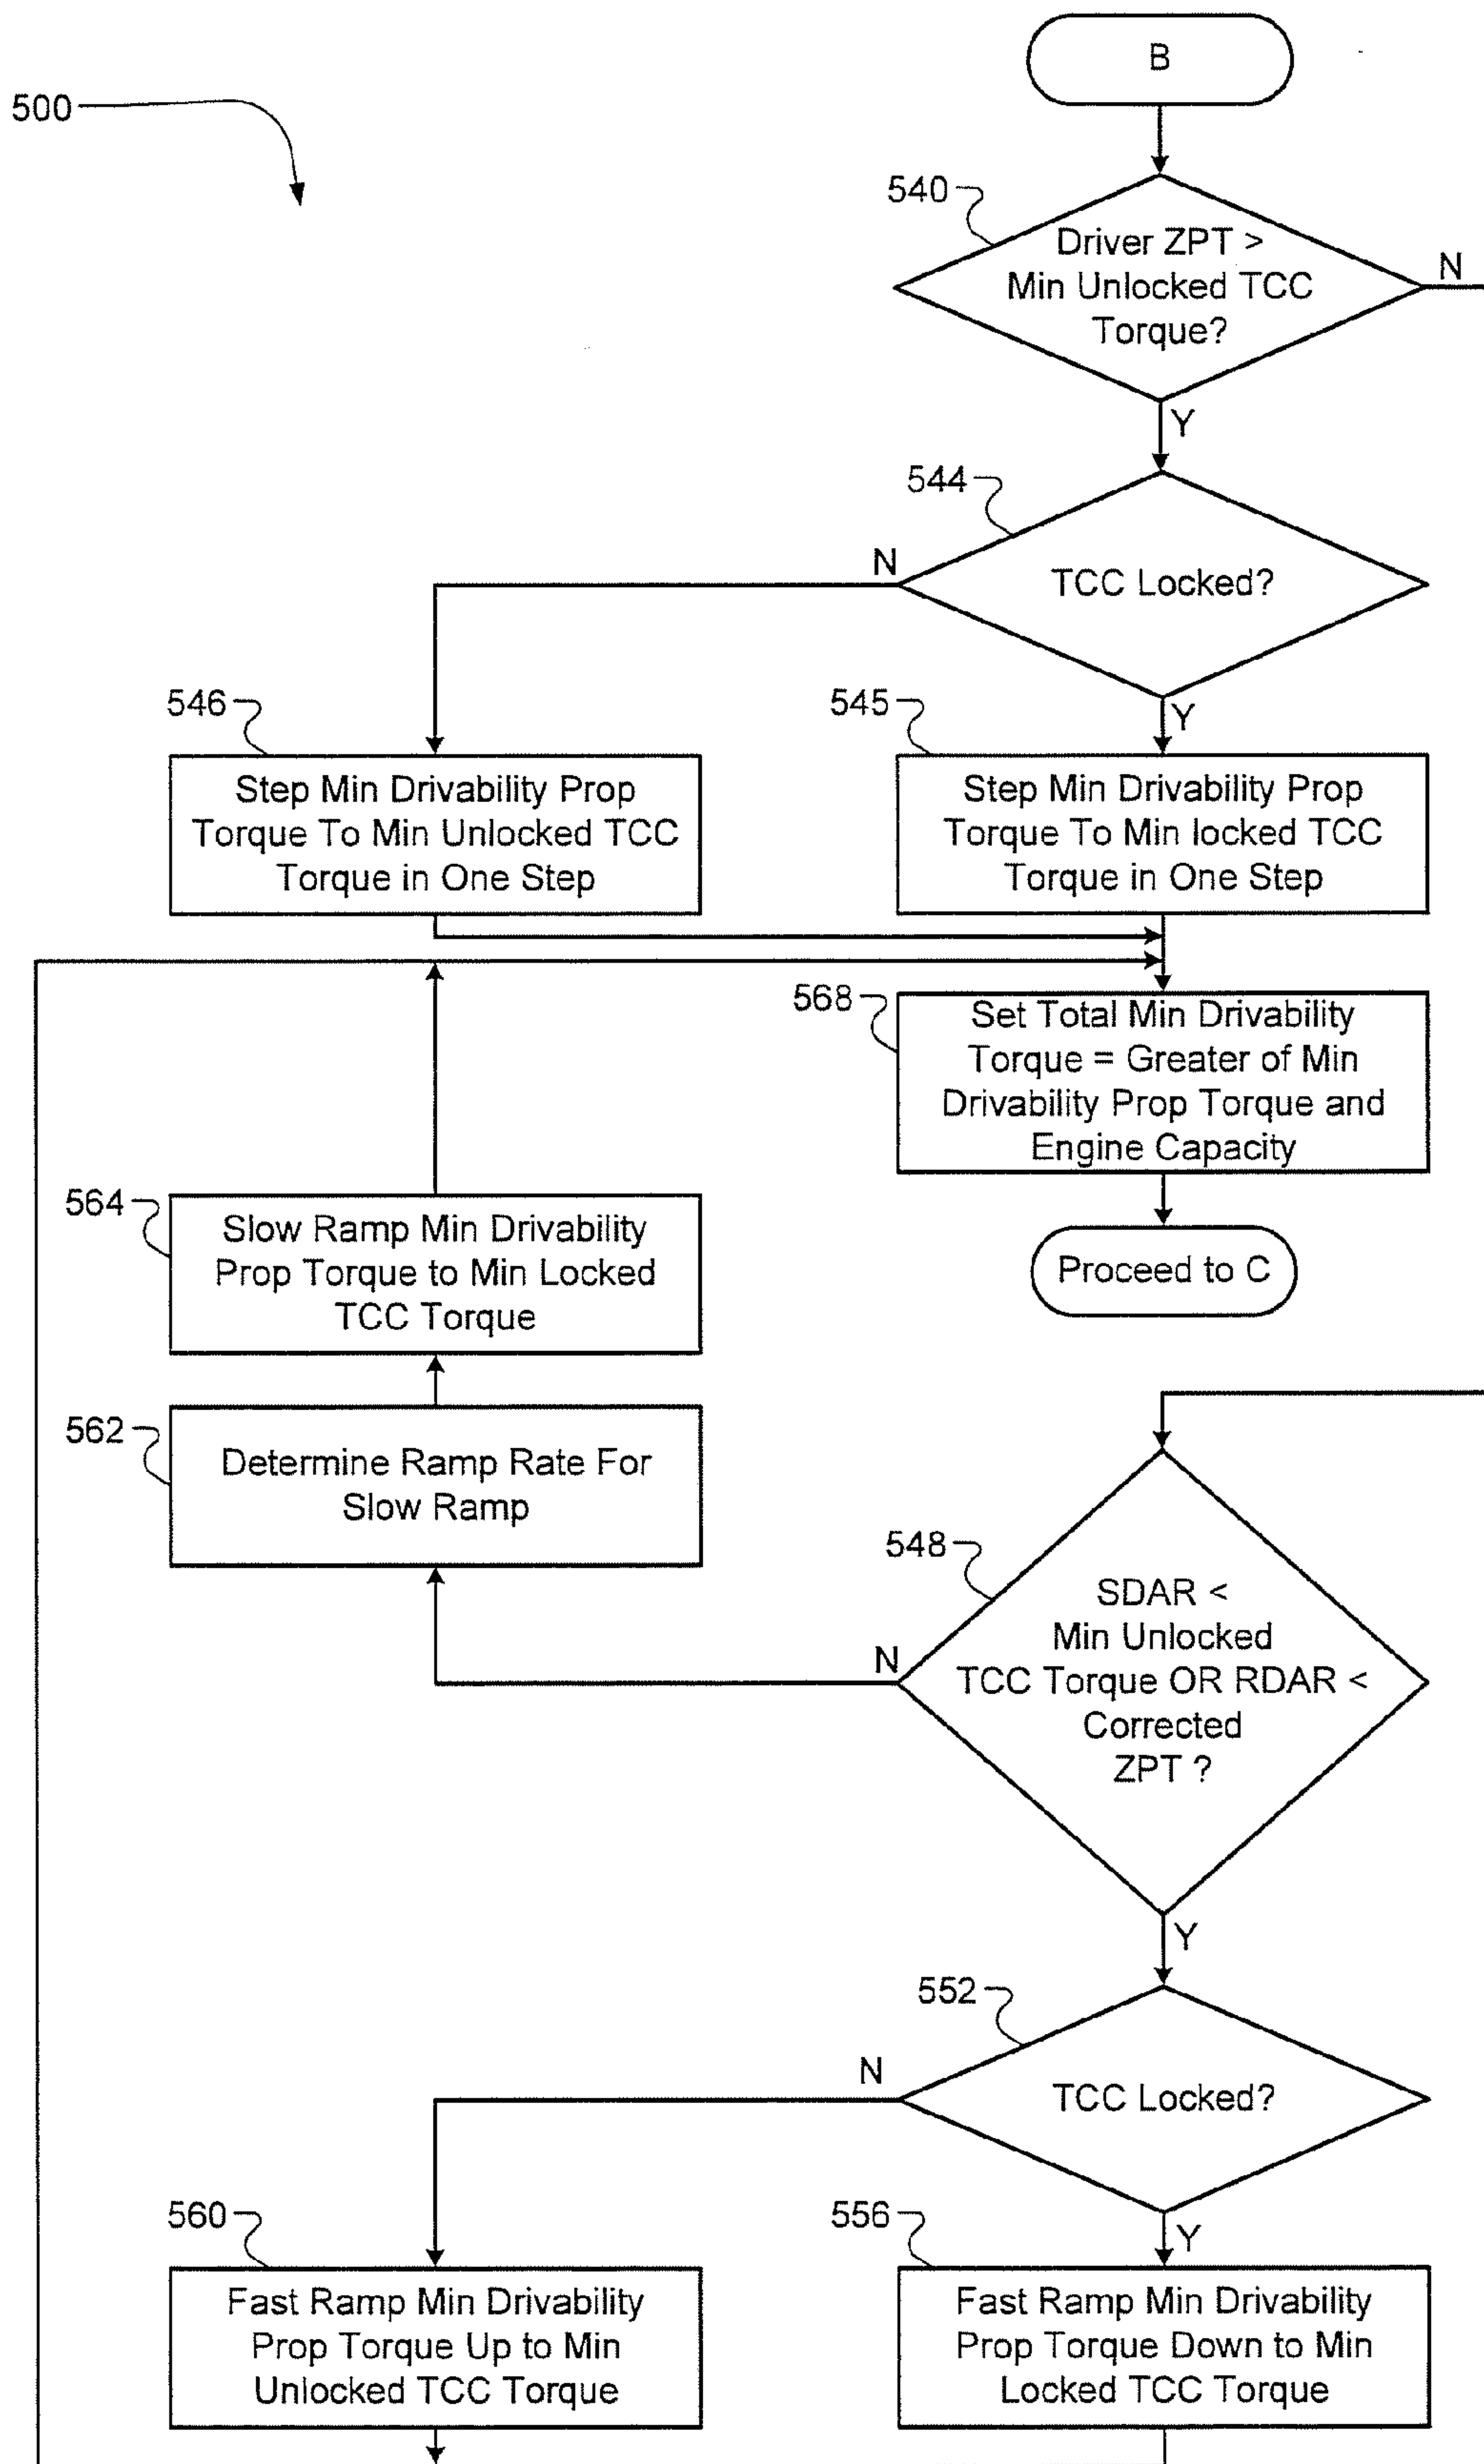 B
500
540
Driver ZPT >
Min Unlocked TCC
Torque?
N
Y
544
TCC Locked?
N
Y
546
Step Min Drivability Prop
Torque To Min Unlocked TCC
Torque in One Step
545
Step Min Drivability Prop
Torque To Min locked TCC
Torque in One Step
568
Set Total Min Drivability
Torque = Greater of Min
Drivability Prop Torque and
Engine Capacity
564
Slow Ramp Min Drivability
Prop Torque to Min Locked
TCC Torque
Proceed to C
562
Determine Ramp Rate For
Slow Ramp
548
SDAR <
Min Unlocked
TCC Torque OR RDAR <
Corrected
ZPT ?
N
Y
552
TCC Locked?
N
Y
560
Fast Ramp Min Drivability
Prop Torque Up to Min
Unlocked TCC Torque
556
Fast Ramp Min Drivability
Prop Torque Down to Min
Locked TCC Torque